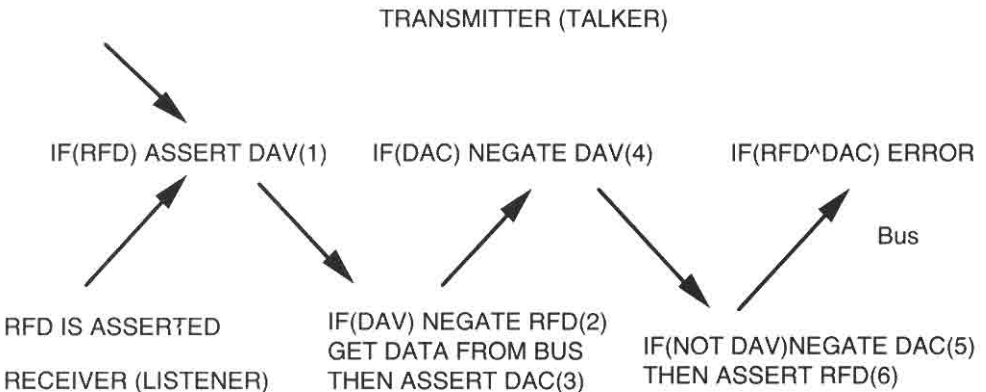 TRANSMITTER (TALKER)
IF(RFD) ASSERT DAV(1)
IF(DAC) NEGATE DAV(4)
IF(RFD^DAC) ERROR
Bus
RFD IS ASSERTED
RECEIVER (LISTENER)
IF(DAV) NEGATE RFD(2)
GET DATA FROM BUS
THEN ASSERT DAC(3)
IF(NOT DAV)NEGATE DAC(5)
THEN ASSERT RFD(6)